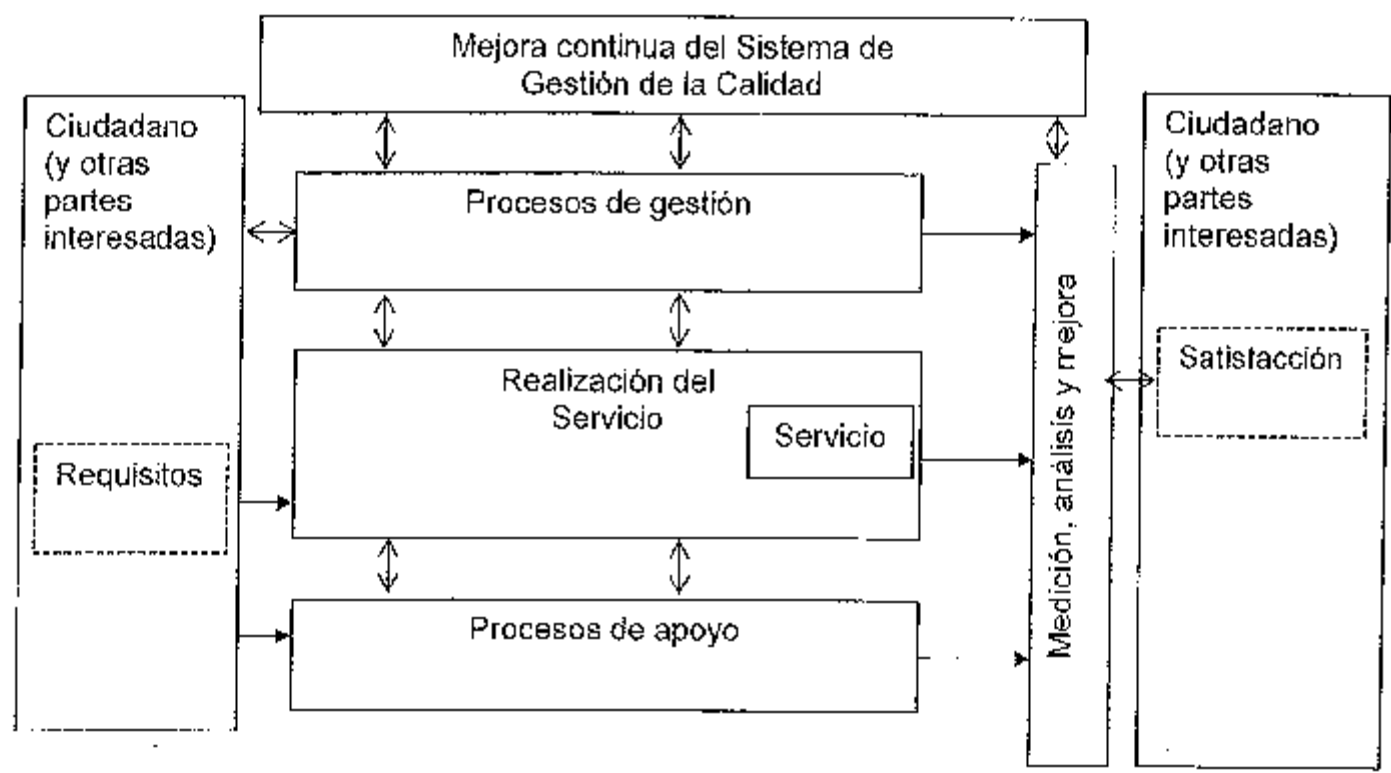 Mejora continua del Sistema de
Gestión de la Calidad
Ciudadano
(y otras
partes
interesadas)
Requisitos
Procesos de gestión
Realización del
Servicio
Servicio
Procesos de apoyo
Medición, análisis y mejora
Ciudadano
(y otras
partes
interesadas)
Satisfacción